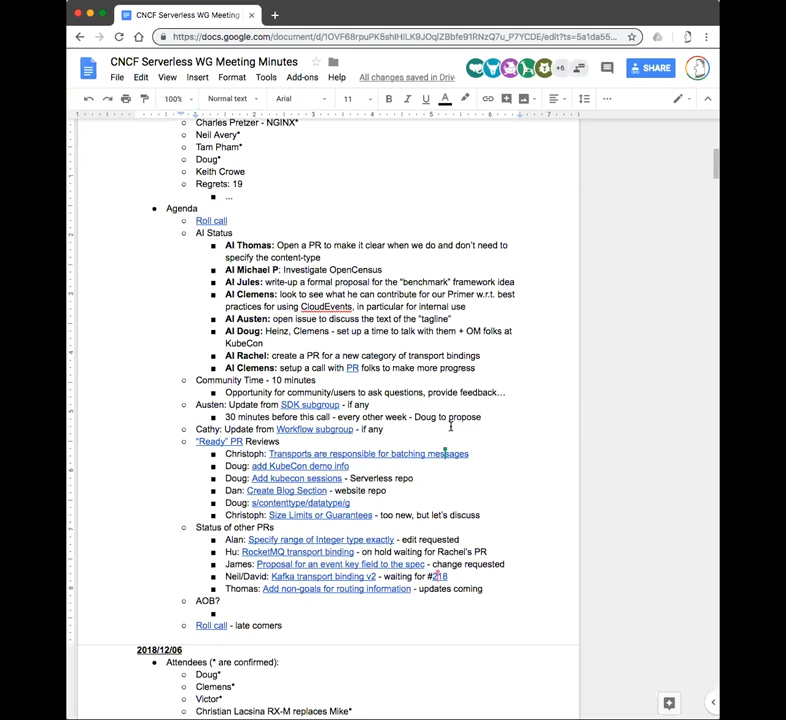 CNCF Serverless WG Meeting
https://docs.google.com/document/d/1OVF68rpuPK5shIHlLK9JOqlZBbfe91RNzQ7u_P7YCDE/edit?ts=5a1da55...
CNCF Serverless WG Meeting Minutes
File Edit View Insert Format Tools Add-ons Help All changes saved in Driv
+6
SHARE
100% Normal text Arial 11
1 1 2 3 4 5 6 7
Charles Pretzer - NGINX*
Neil Avery*
Tam Pham*
Doug*
Keith Crowe
Regrets: 19
...
Agenda
Roll call
AI Status
AI Thomas: Open a PR to make it clear when we do and don't need to
specify the content-type
AI Michael P: Investigate OpenCensus
AI Jules: write-up a formal proposal for the "benchmark" framework idea
AI Clemens: look to see what he can contribute for our Primer w.r.t. best
practices for using CloudEvents, in particular for internal use
AI Austen: open issue to discuss the text of the "tagline"
AI Doug: Heinz, Clemens - set up a time to talk with them + OM folks at
KubeCon
AI Rachel: create a PR for a new category of transport bindings
AI Clemens: setup a call with PR folks to make more progress
Community Time - 10 minutes
Opportunity for community/users to ask questions, provide feedback...
Austen: Update from SDK subgroup - if any
30 minutes before this call - every other week - Doug to propose
Cathy: Update from Workflow subgroup - if any
"Ready" PR Reviews
Christoph: Transports are responsible for batching messages
Doug: add KubeCon demo info
Doug: Add kubecon sessions - Serverless repo
Dan: Create Blog Section - website repo
Doug: s/contenttype/datatype/g
Christoph: Size Limits or Guarantees - too new, but let's discuss
Status of other PRs
Alan: Specify range of Integer type exactly - edit requested
Hu: RocketMQ transport binding - on hold waiting for Rachel's PR
James: Proposal for an event key field to the spec - change requested
Neil/David: Kafka transport binding v2 - waiting for #218
Thomas: Add non-goals for routing information - updates coming
AOB?
Roll call - late comers
2018/12/06
Attendees (* are confirmed):
Doug*
Clemens*
Victor*
Christian Lacsina RX-M replaces Mike*